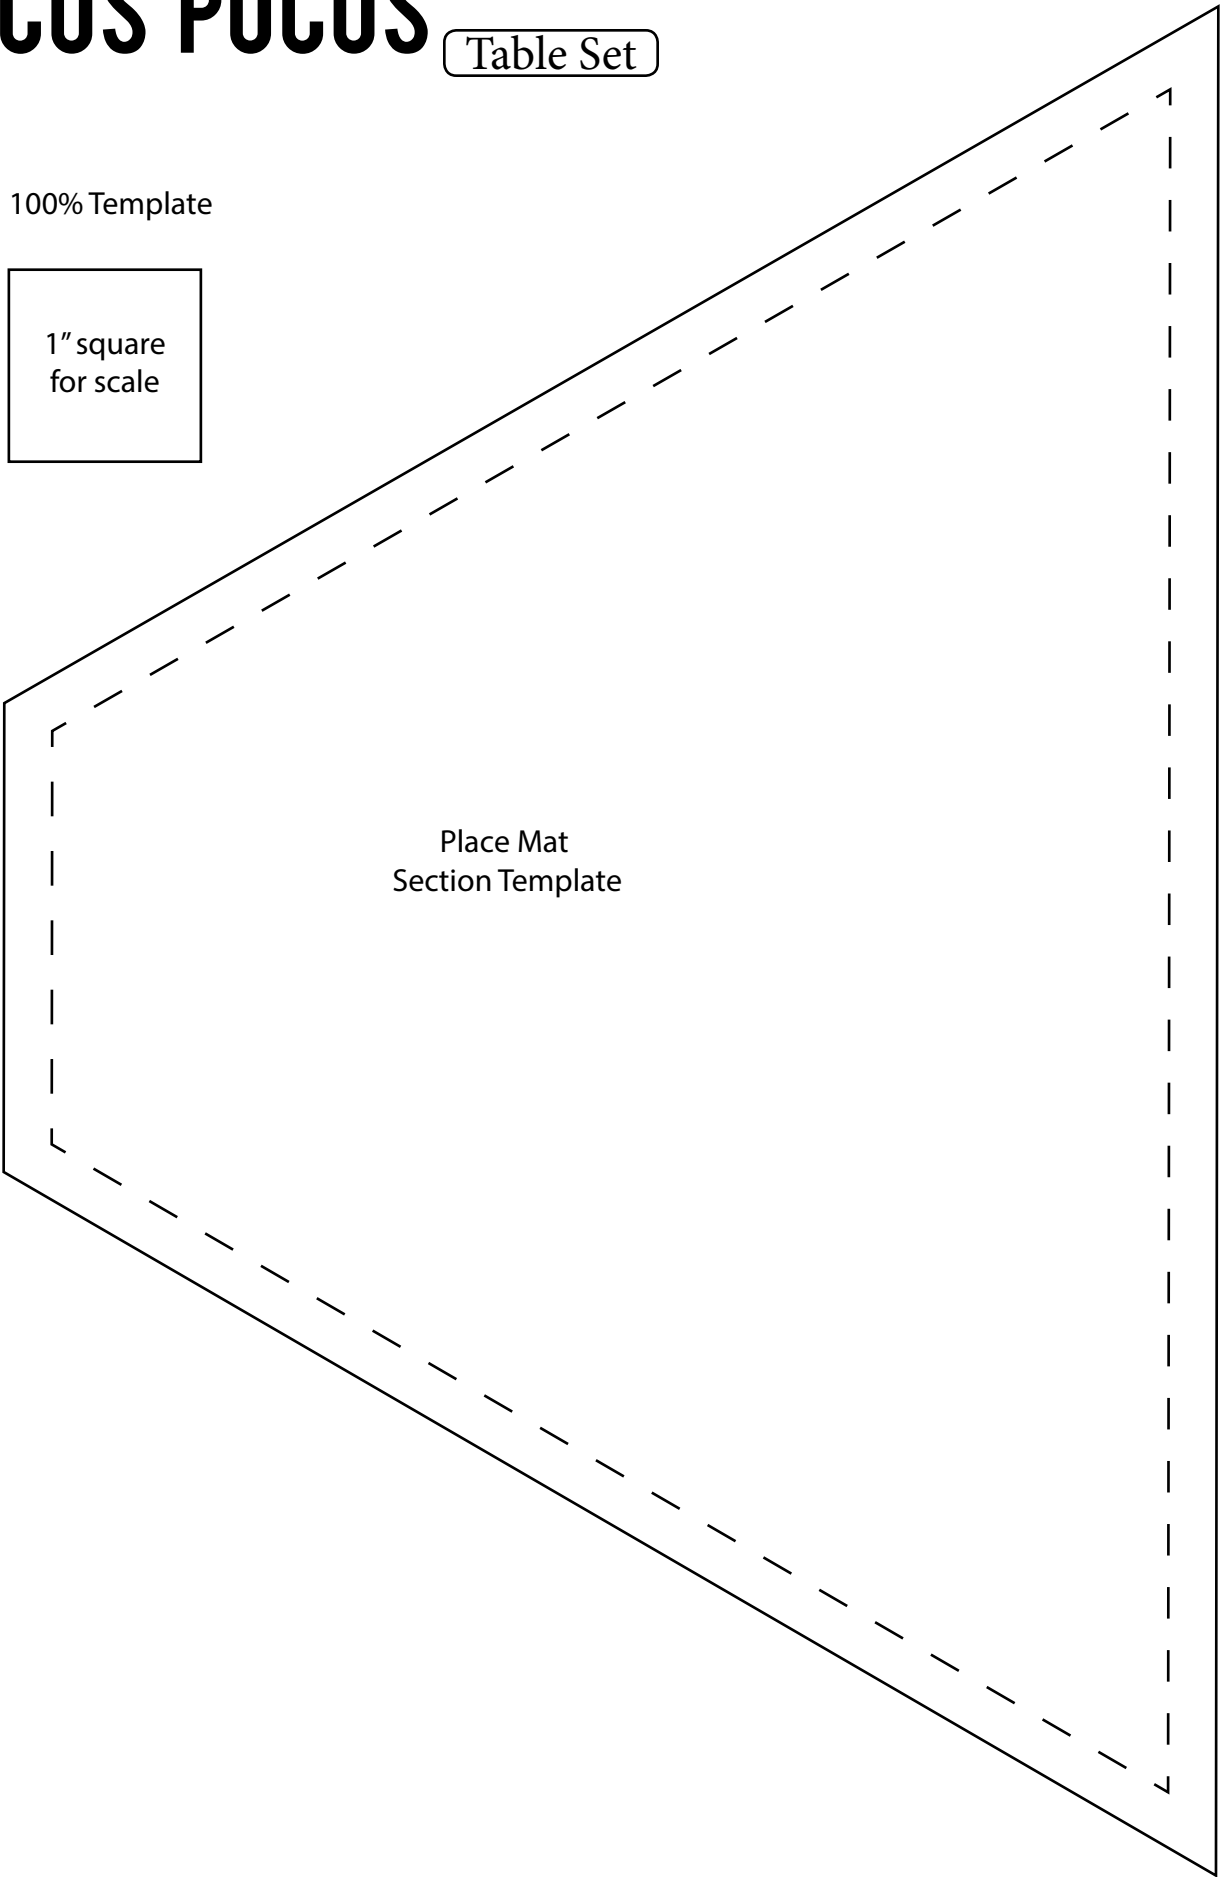 CUS POCUS
Table Set
100% Template
1” square
for scale
Place Mat
Section Template